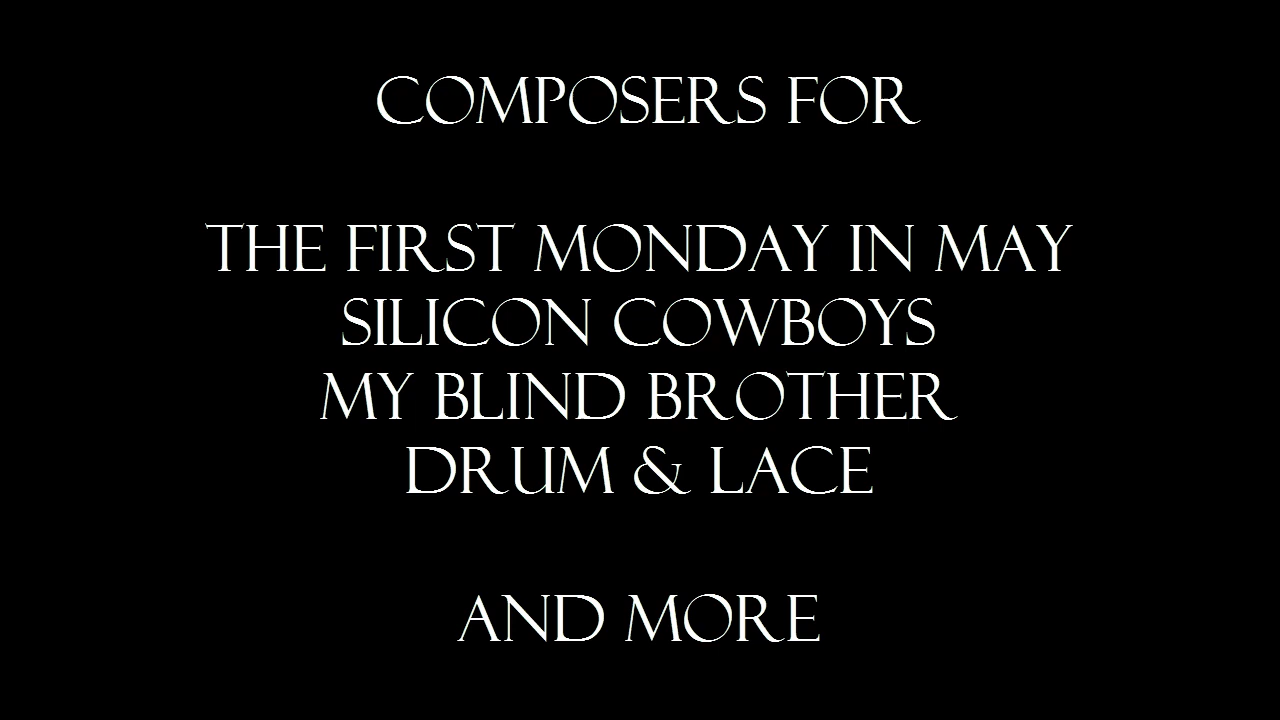 COMPOSERS FOR
THE FIRST MONDAY IN MAY
SILICON COWBOYS
MY BLIND BROTHER
DRUM & LACE
AND MORE